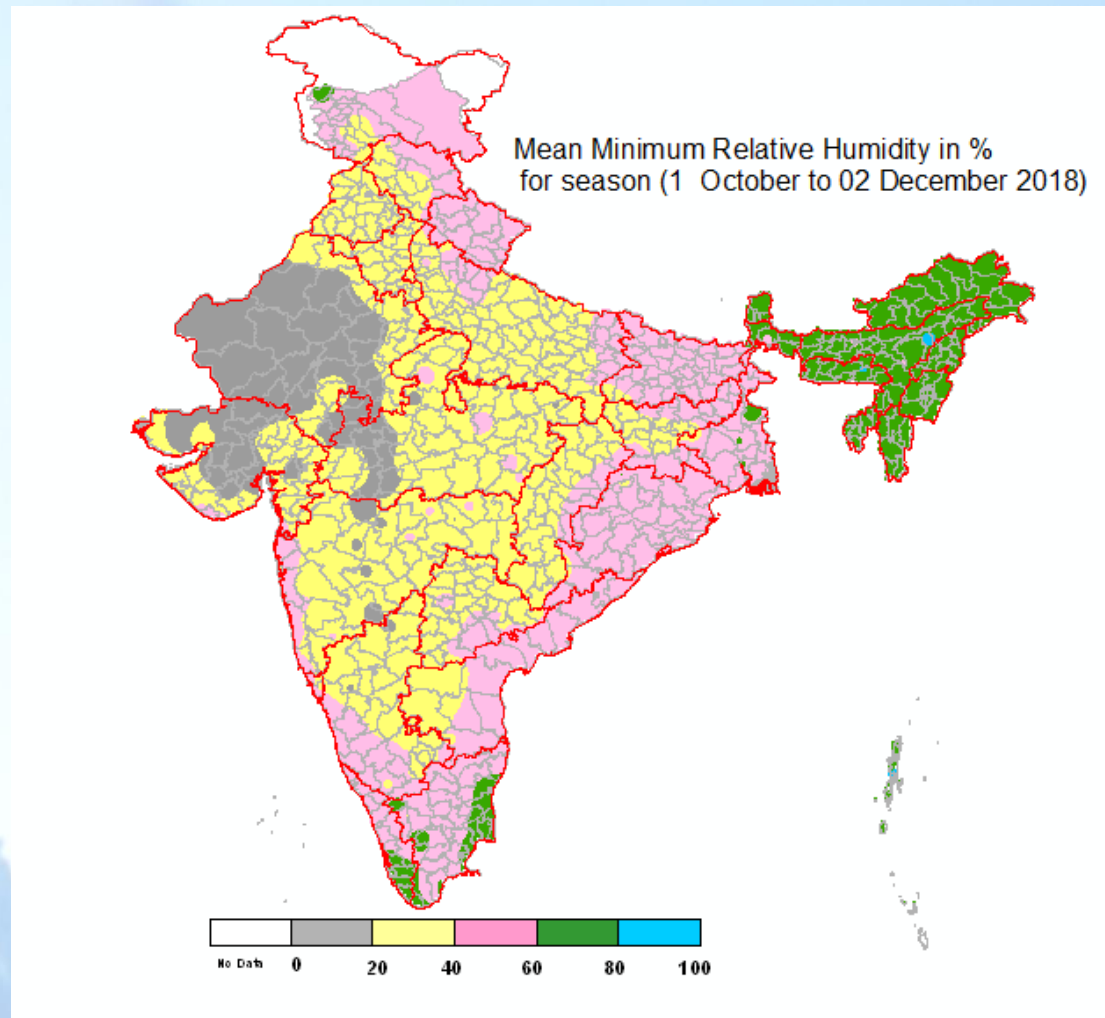 Mean Minimum Relative Humidity in %
for season (1 October to 02 December 2018)
No Data 0 20 40 60 80 100